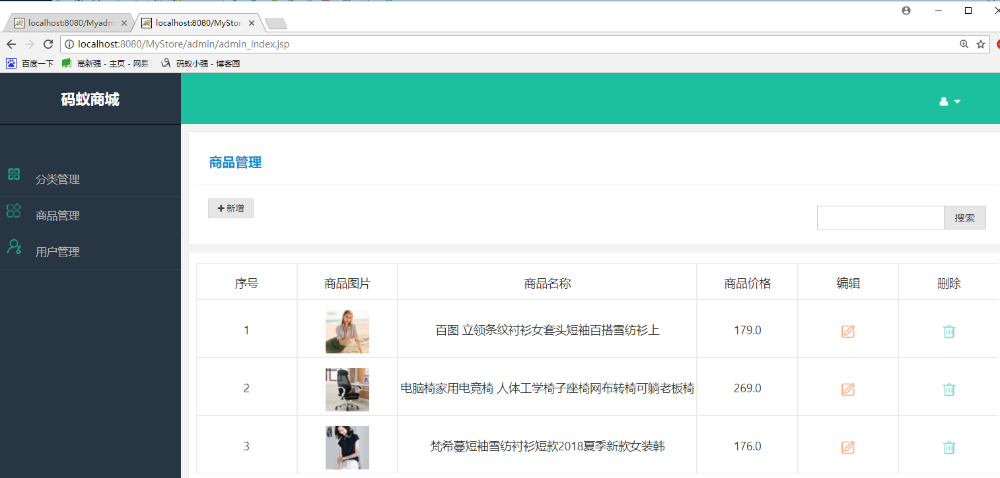 localhost:8080/Myadm
localhost:8080/MyStor
localhost:8080/MyStore/admin/admin_index.jsp
百度一下 高新强 - 主页 - 网易 码蚁小强 - 博客园
码蚁商城
商品管理
分类管理
商品管理
用户管理
新增
搜索
序号 商品图片 商品名称 商品价格 编辑 删除
1 百图 立领条纹衬衫女套头短袖百搭雪纺衫上 179.0
2 电脑椅家用电竞椅 人体工学椅子座椅网布转椅可躺老板椅 269.0
3 梵希蔓短袖雪纺衬衫短款2018夏季新款女装韩 176.0